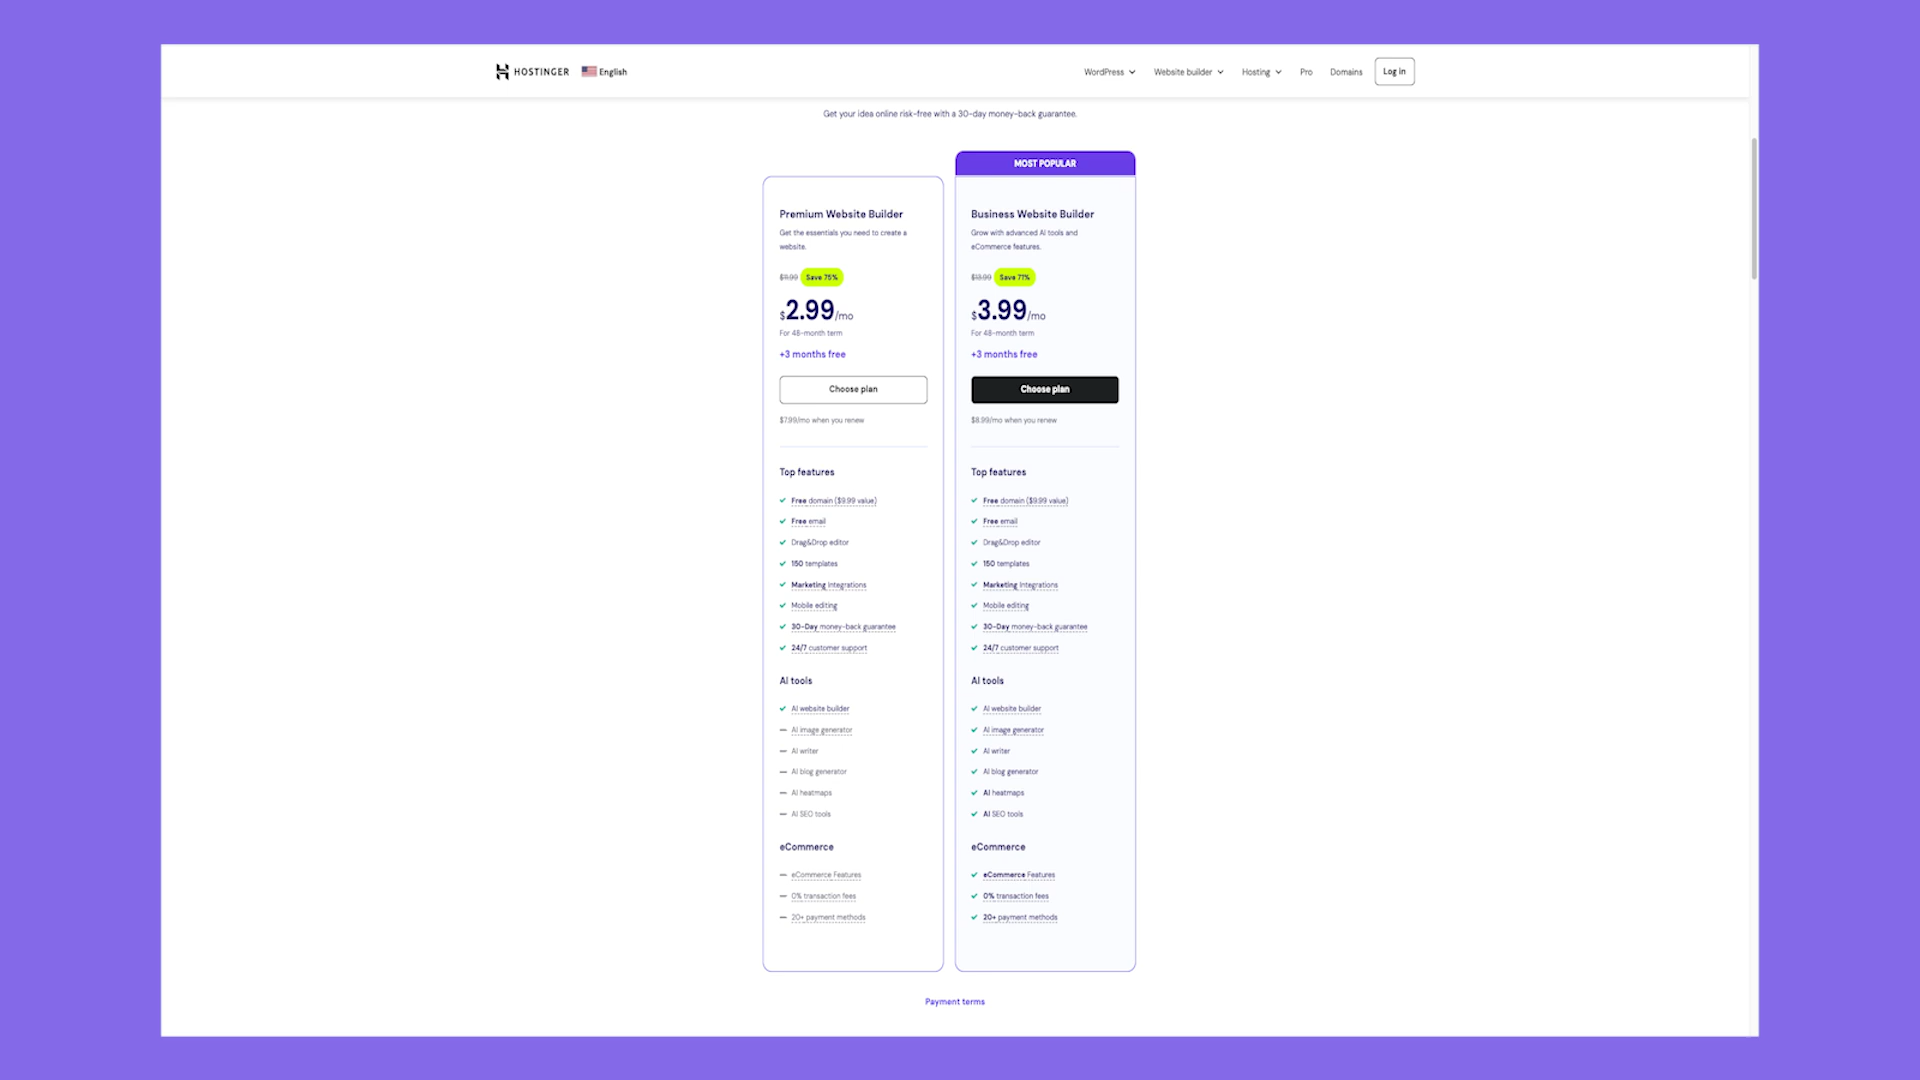 HOSTINGER English WordPress Website builder Hosting Pro Domains Log in
Get your idea online risk-free with a 30-day money-back guarantee.
MOST POPULAR
Premium Website Builder
Get the essentials you need to create a
website.
$11.99 Save 75%
$2.99/mo
For 48-month term
+3 months free
Choose plan
$7.99/mo when you renew
Top features
Free domain ($9.99 value)
Free email
Drag&Drop editor
150 templates
Marketing Integrations
Mobile editing
30-Day money-back guarantee
24/7 customer support
AI tools
AI website builder
AI image generator
AI writer
AI blog generator
AI heatmaps
AI SEO tools
eCommerce
eCommerce Features
0% transaction fees
20+ payment methods
Business Website Builder
Grow with advanced AI tools and
eCommerce features.
$13.99 Save 71%
$3.99/mo
For 48-month term
+3 months free
Choose plan
$8.99/mo when you renew
Top features
Free domain ($9.99 value)
Free email
Drag&Drop editor
150 templates
Marketing Integrations
Mobile editing
30-Day money-back guarantee
24/7 customer support
AI tools
AI website builder
AI image generator
AI writer
AI blog generator
AI heatmaps
AI SEO tools
eCommerce
eCommerce Features
0% transaction fees
20+ payment methods
Payment terms